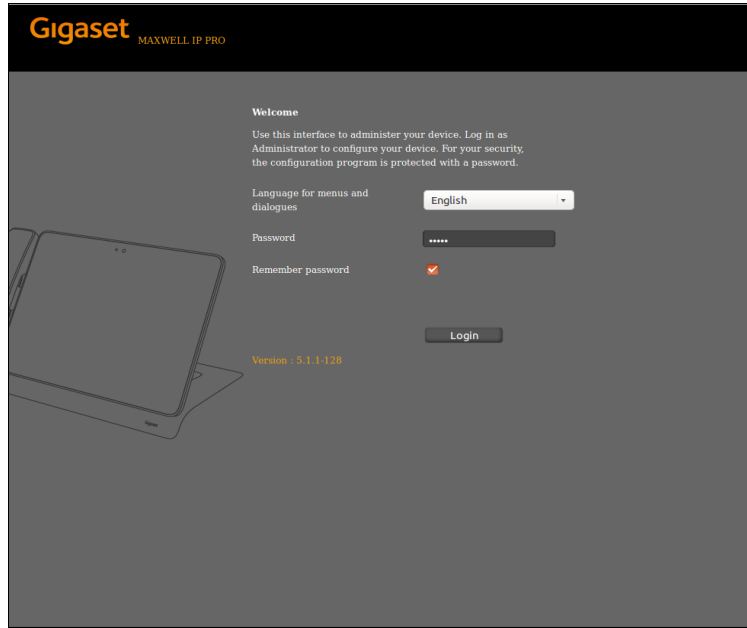 Gigaset MAXWELL IP PRO
Welcome
Use this interface to administer your device. Log in as
Administrator to configure your device. For your security,
the configuration program is protected with a password.
Language for menus and
dialogues
English
Password
•••••
Remember password
Login
Version : 5.1.1-128
Gigaset